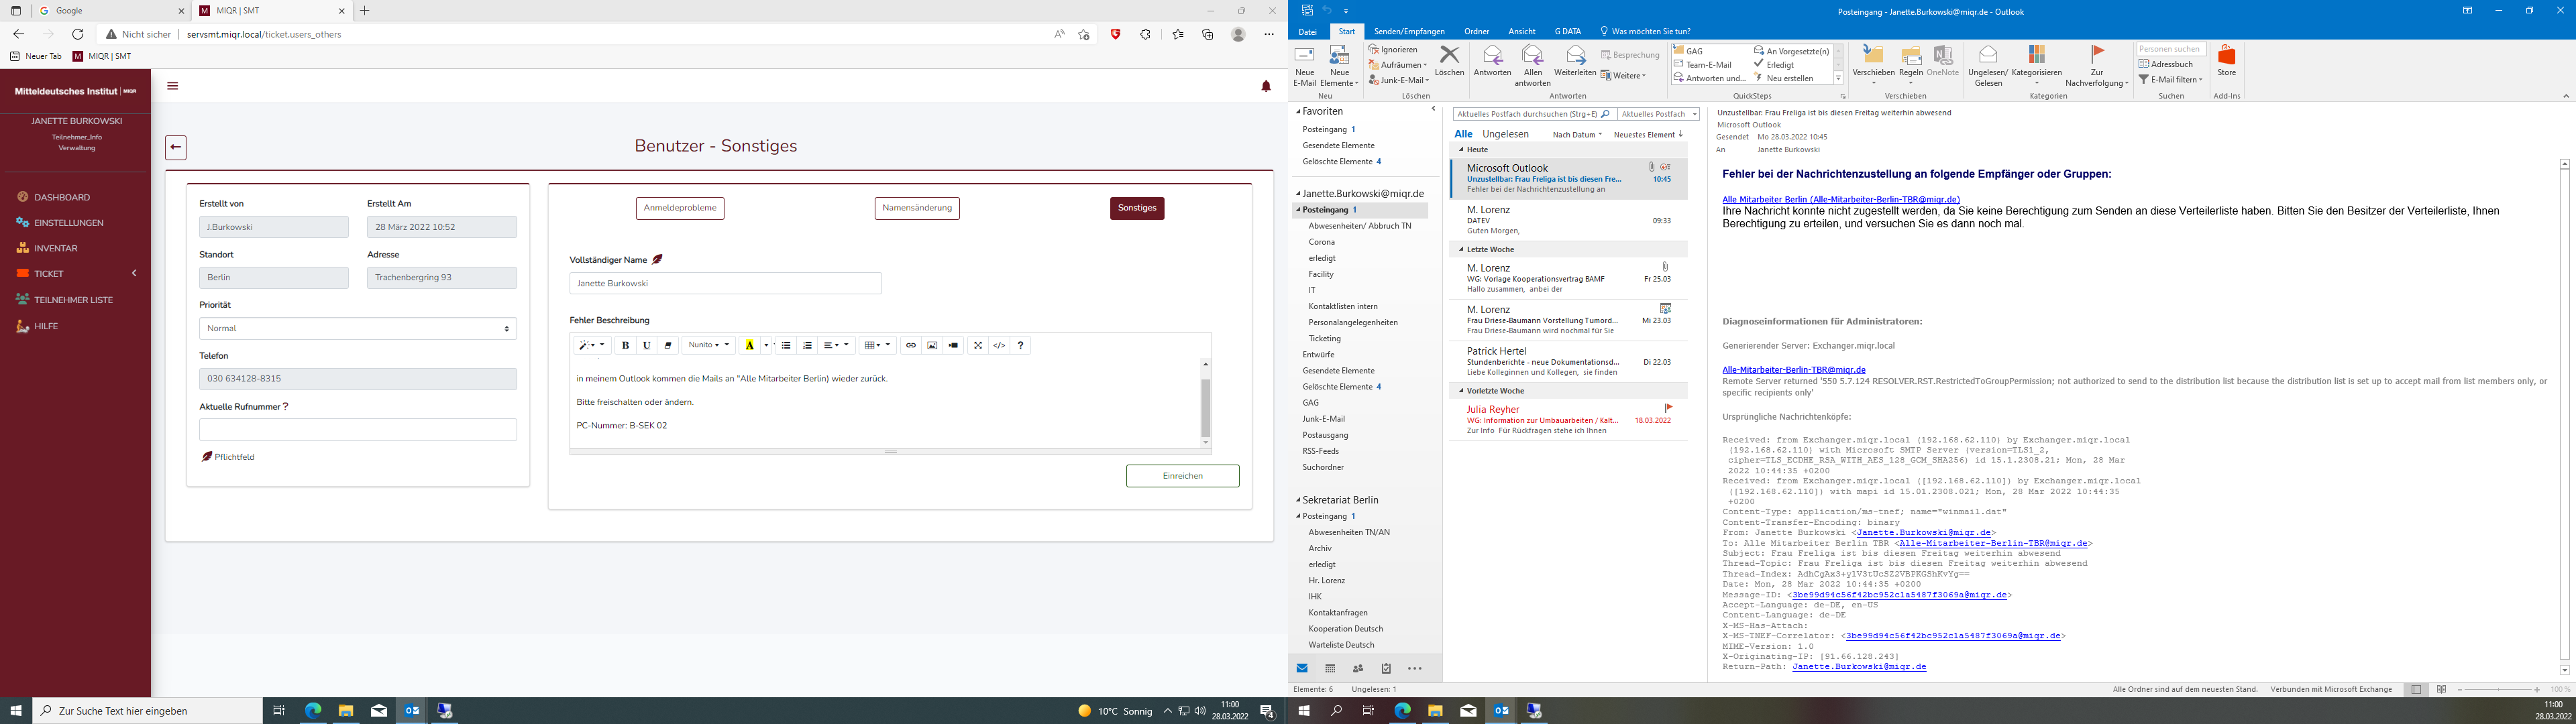 Google
MIQR | SMT
Nicht sicher
servsmt.miqr.local/ticket.users_others
Neuer Tab
MIQR | SMT
Mitteldeutsches Institut | MIQR
JANETTE BURKOWSKI
Teilnehmer_Info
Verwaltung
DASHBOARD
EINSTELLUNGEN
INVENTAR
TICKET
TEILNEHMER LISTE
HILFE
Benutzer - Sonstiges
Erstellt von
Erstellt Am
J.Burkowski
28 März 2022 10:52
Standort
Adresse
Berlin
Trachenbergring 93
Priorität
Normal
Telefon
030 634128-8315
Aktuelle Rufnummer ?
Pflichtfeld
Anmeldeprobleme
Namensänderung
Sonstiges
Vollständiger Name
Janette Burkowski
Fehler Beschreibung
B
U
Nunito
A
</>
?
in meinem Outlook kommen die Mails an "Alle Mitarbeiter Berlin) wieder zurück.
Bitte freischalten oder ändern.
PC-Nummer: B-SEK 02
Einreichen
Zur Suche Text hier eingeben
10°C Sonnig
11:00
28.03.2022
4
Posteingang - Janette.Burkowski@miqr.de - Outlook
Datei
Start
Senden/Empfangen
Ordner
Ansicht
G DATA
Was möchten Sie tun?
Neue
E-Mail
Neue
Elemente
Neu
Ignorieren
Aufräumen
Junk-E-Mail
Löschen
Löschen
Antworten
Allen
antworten
Weiterleiten
Besprechung
Weitere
Antworten
GAG
Team-E-Mail
Antworten und...
An Vorgesetzte(n)
Erledigt
Neu erstellen
QuickSteps
Verschieben
Regeln
OneNote
Verschieben
Ungelesen/
Gelesen
Kategorisieren
Zur
Nachverfolgung
Kategorien
Personen suchen
Adressbuch
E-Mail filtern
Suchen
Store
Add-Ins
Favoriten
Posteingang 1
Gesendete Elemente
Gelöschte Elemente 4
Janette.Burkowski@miqr.de
Posteingang 1
Abwesenheiten/ Abbruch TN
Corona
erledigt
Facility
IT
Kontaktlisten intern
Personalangelegenheiten
Ticketing
Entwürfe
Gesendete Elemente
Gelöschte Elemente 4
GAG
Junk-E-Mail
Postausgang
RSS-Feeds
Suchordner
Sekretariat Berlin
Posteingang 1
Abwesenheiten TN/AN
Archiv
erledigt
Hr. Lorenz
IHK
Kontaktanfragen
Kooperation Deutsch
Warteliste Deutsch
Aktuelles Postfach durchsuchen (Strg+E)
Aktuelles Postfach
Alle
Ungelesen
Nach Datum
Neuestes Element
Heute
Microsoft Outlook
Unzustellbar: Frau Freliga ist bis diesen Fre...
10:45
Fehler bei der Nachrichtenzustellung an
M. Lorenz
DATEV
09:33
Guten Morgen,
Letzte Woche
M. Lorenz
WG: Vorlage Kooperationsvertrag BAMF
Fr 25.03
Hallo zusammen, anbei der
M. Lorenz
Frau Driese-Baumann Vorstellung Tumord...
Mi 23.03
Frau Driese-Baumann wird nochmal für Sie
Patrick Hertel
Stundenberichte - neue Dokumentationsd...
Di 22.03
Liebe Kolleginnen und Kollegen, sie finden
Vorletzte Woche
Julia Reyher
WG: Information zur Umbauarbeiten / Kalt...
18.03.2022
Zur Info Für Rückfragen stehe ich Ihnen
Unzustellbar: Frau Freliga ist bis diesen Freitag weiterhin abwesend
Microsoft Outlook
Gesendet Mo 28.03.2022 10:45
An Janette Burkowski
Fehler bei der Nachrichtenzustellung an folgende Empfänger oder Gruppen:
Alle Mitarbeiter Berlin (Alle-Mitarbeiter-Berlin-TBR@miqr.de)
Ihre Nachricht konnte nicht zugestellt werden, da Sie keine Berechtigung zum Senden an diese Verteilerliste haben. Bitten Sie den Besitzer der Verteilerliste, Ihnen
Berechtigung zu erteilen, und versuchen Sie es dann noch mal.
Diagnoseinformationen für Administratoren:
Generierender Server: Exchanger.miqr.local
Alle-Mitarbeiter-Berlin-TBR@miqr.de
Remote Server returned '550 5.7.124 RESOLVER.RST.RestrictedToGroupPermission; not authorized to send to the distribution list because the distribution list is set up to accept mail from list members only, or
specific recipients only'
Ursprüngliche Nachrichtenköpfe:
Received: from Exchanger.miqr.local (192.168.62.110) by Exchanger.miqr.local
(192.168.62.110) with Microsoft SMTP Server (version=TLS1_2,
cipher=TLS_ECDHE_RSA_WITH_AES_128_GCM_SHA256) id 15.1.2308.21; Mon, 28 Mar
2022 10:44:35 +0200
Received: from Exchanger.miqr.local ([192.168.62.110]) by Exchanger.miqr.local
([192.168.62.110]) with mapi id 15.01.2308.021; Mon, 28 Mar 2022 10:44:35
+0200
Content-Type: application/ms-tnef; name="winmail.dat"
Content-Transfer-Encoding: binary
From: Janette Burkowski <Janette.Burkowski@miqr.de>
To: Alle Mitarbeiter Berlin TBR <Alle-Mitarbeiter-Berlin-TBR@miqr.de>
Subject: Frau Freliga ist bis diesen Freitag weiterhin abwesend
Thread-Topic: Frau Freliga ist bis diesen Freitag weiterhin abwesend
Thread-Index: AdhCgAx3+y1V3tUcSZ2VBPKGShKvYg==
Date: Mon, 28 Mar 2022 10:44:35 +0200
Message-ID: <3be99d94c56f42bc952c1a5487f3069a@miqr.de>
Accept-Language: de-DE, en-US
Content-Language: de-DE
X-MS-Has-Attach:
X-MS-TNEF-Correlator: <3be99d94c56f42bc952c1a5487f3069a@miqr.de>
MIME-Version: 1.0
X-Originating-IP: [91.66.128.243]
Return-Path: Janette.Burkowski@miqr.de
Elemente: 6
Ungelesen: 1
Alle Ordner sind auf dem neuesten Stand.
Verbunden mit Microsoft Exchange
100 %
11:00
28.03.2022